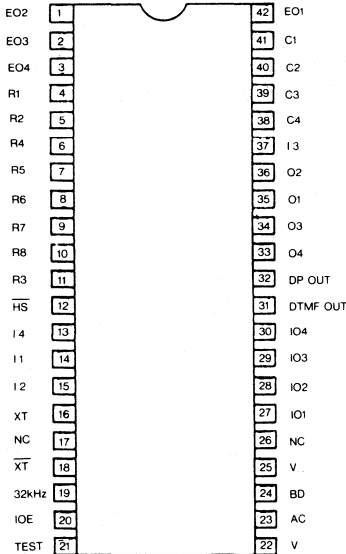 EO2 1 42 EO1
EO3 2 41 C1
EO4 3 40 C2
R1 4 39 C3
R2 5 38 C4
R4 6 37 I3
R5 7 36 O2
R6 8 35 O1
R7 9 34 O3
R8 10 33 O4
R3 11 32 DP OUT
H̅S̅ 12 31 DTMF OUT
I4 13 30 IO4
I1 14 29 IO3
I2 15 28 IO2
XT 16 27 IO1
NC 17 26 NC
X̅T̅ 18 25 V
32kHz 19 24 BD
IOE 20 23 AC
TEST 21 22 V